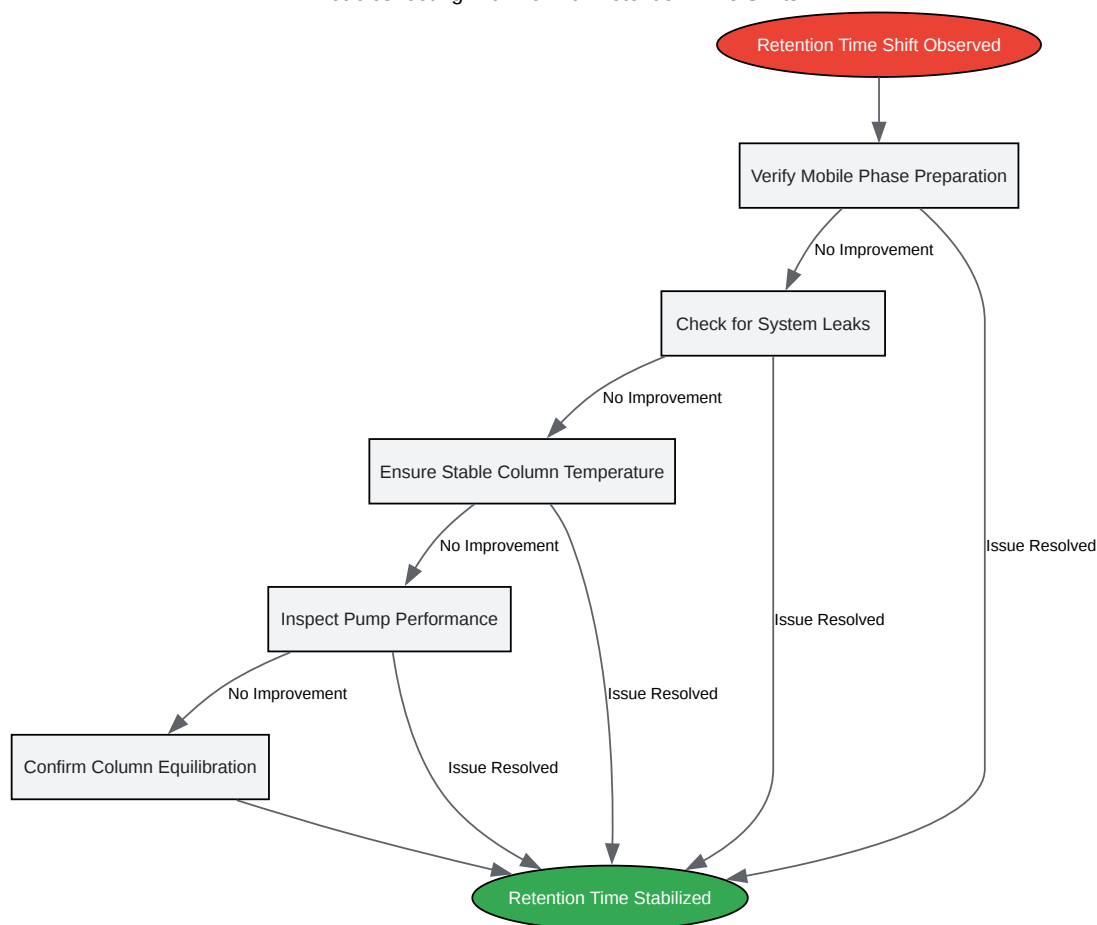 Retention Time Shift Observed
Verify Mobile Phase Preparation
No Improvement
Check for System Leaks
No Improvement
Ensure Stable Column Temperature
No Improvement
Issue Resolved
Inspect Pump Performance
Issue Resolved
No Improvement
Issue Resolved
Confirm Column Equilibration
Issue Resolved
Retention Time Stabilized